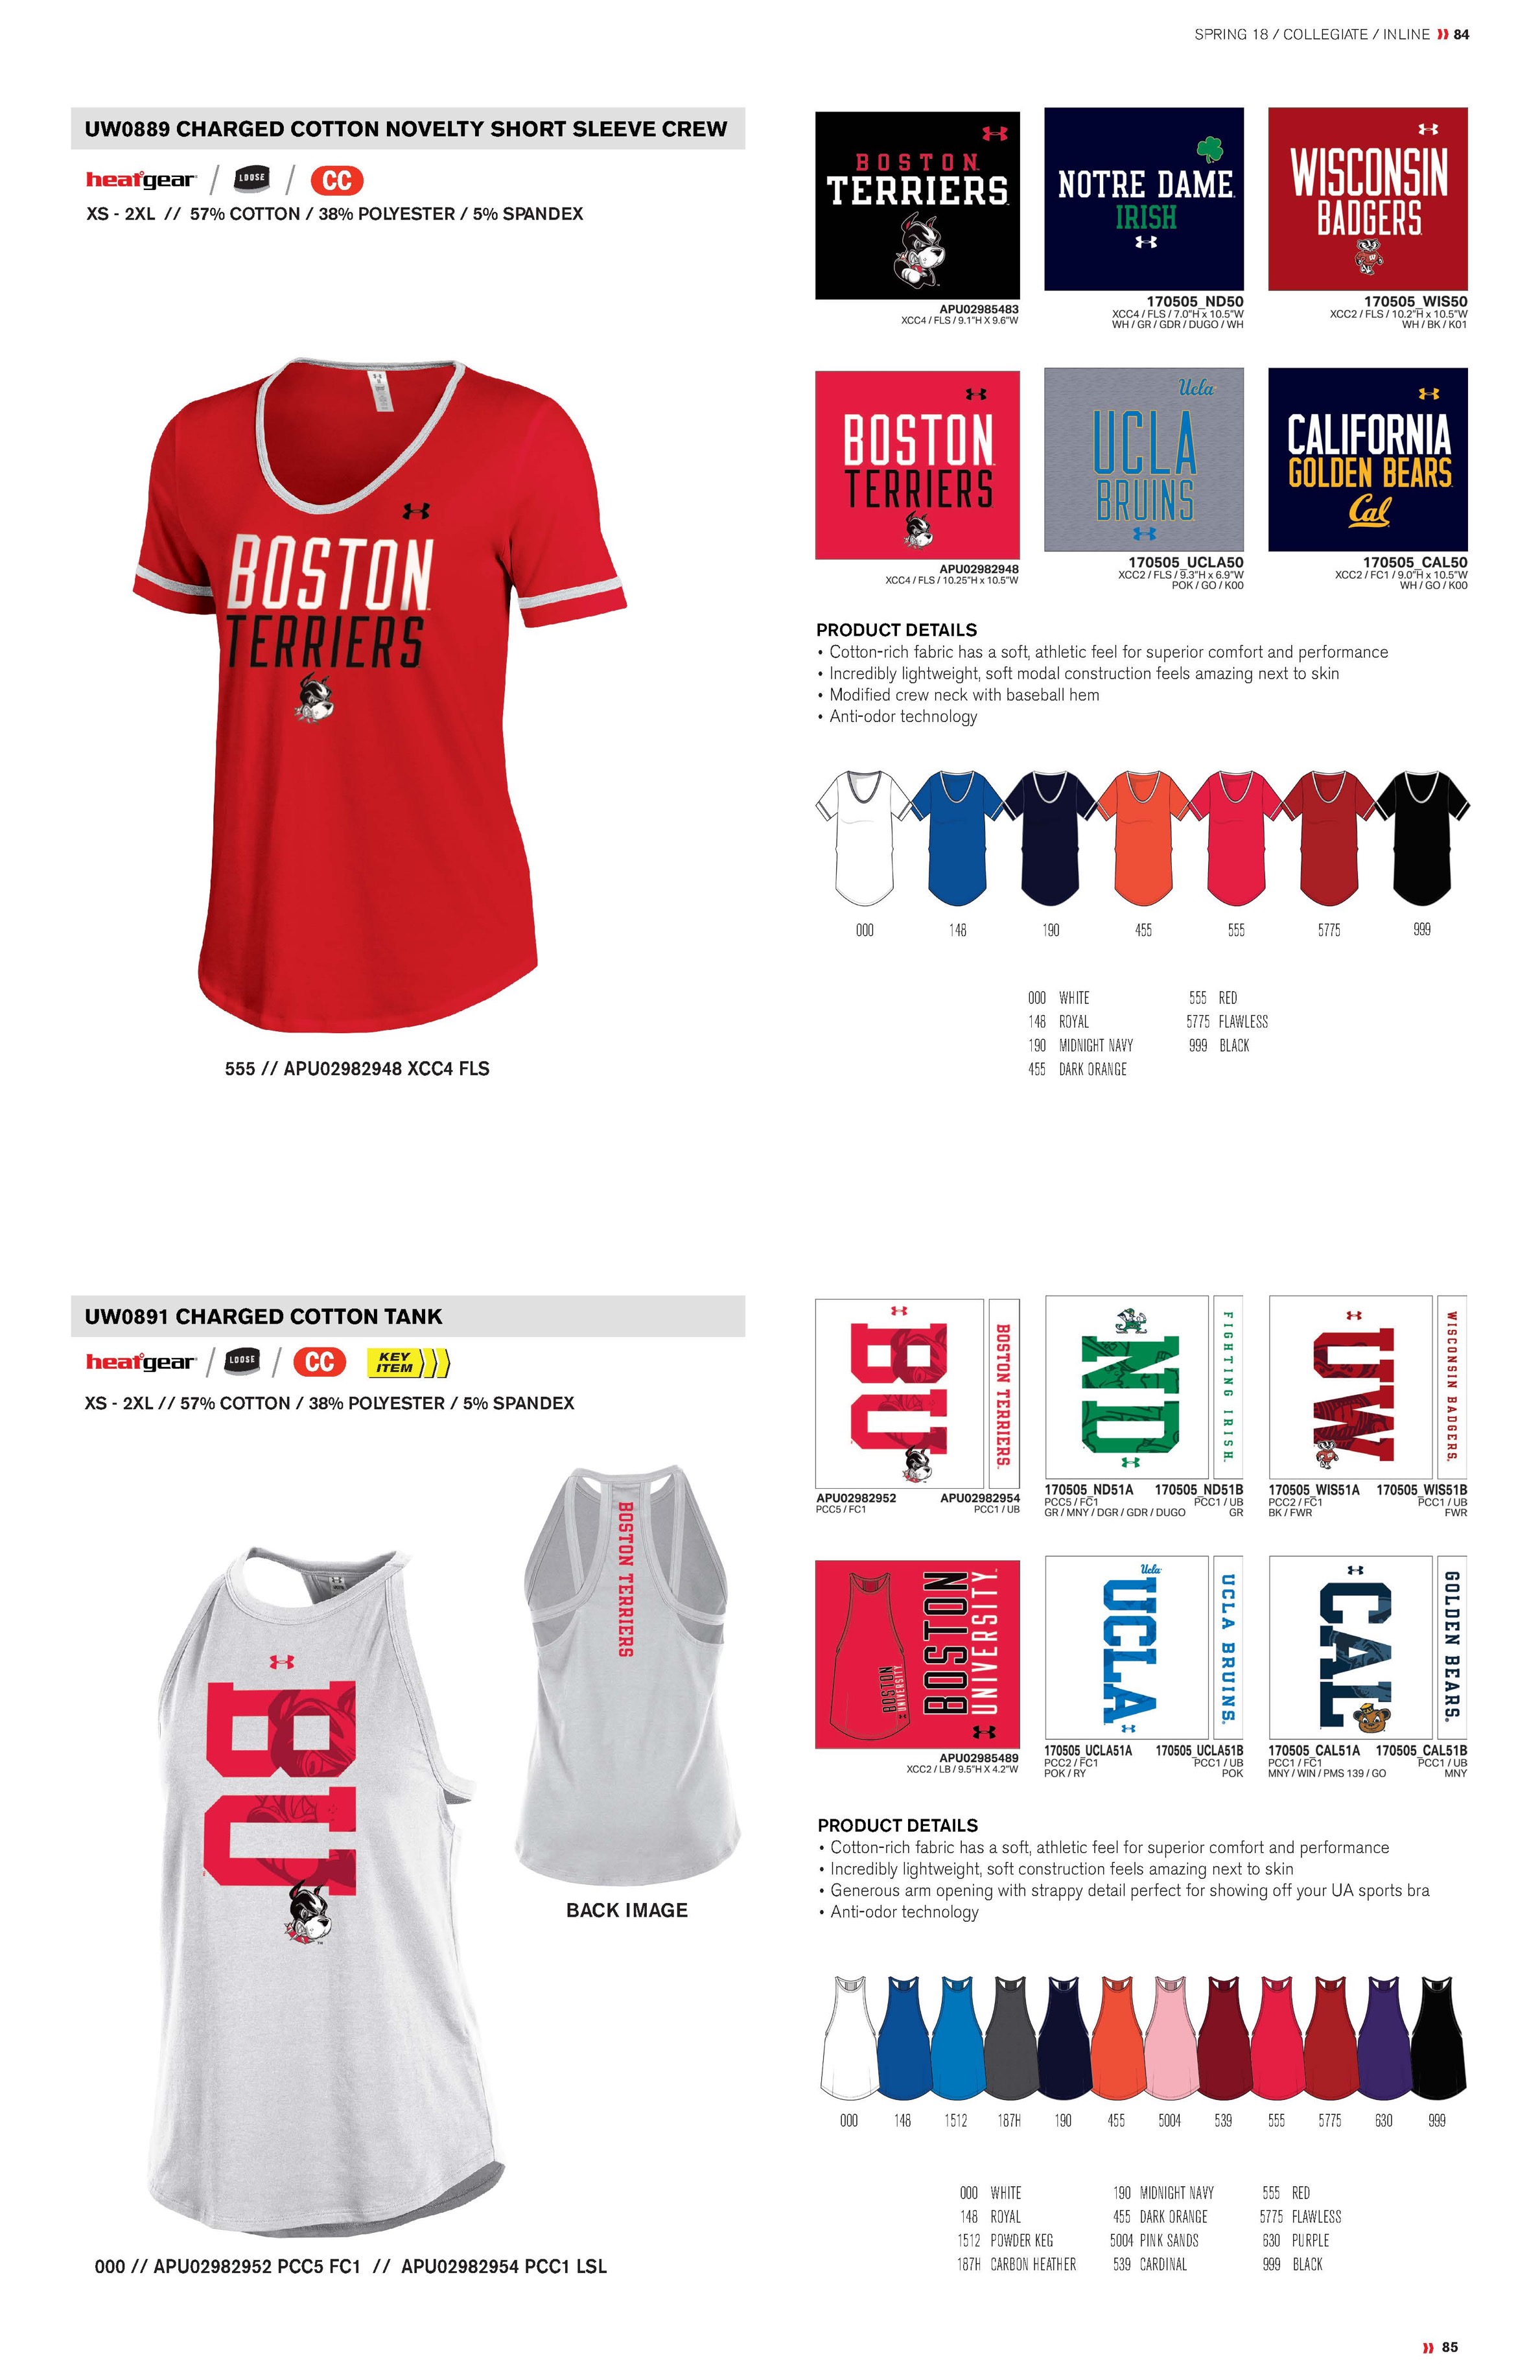 SPRING 18 / COLLEGIATE / INLINE 84
UW0889 CHARGED COTTON NOVELTY SHORT SLEEVE CREW
heatgear / LOOSE / CC
XS - 2XL // 57% COTTON / 38% POLYESTER / 5% SPANDEX
BOSTON
TERRIERS
555 // APU02982948 XCC4 FLS
BOSTON
TERRIERS
APU02985483
XCC4 / FLS / 9.1"H X 9.6"W
NOTRE DAME
IRISH
170505_ND50
XCC4 / FLS / 7.0"H x 10.5"W
WH / GR / GDR / DUGO / WH
WISCONSIN
BADGERS
170505_WIS50
XCC2 / FLS / 10.2"H x 10.5"W
WH / BK / K01
BOSTON
TERRIERS
APU02982948
XCC4 / FLS / 10.25"H x 10.5"W
Ucla
UCLA
BRUINS
170505_UCLA50
XCC2 / FLS / 9.3"H x 6.9"W
POK / GO / K00
CALIFORNIA
GOLDEN BEARS
Cal
170505_CAL50
XCC2 / FC1 / 9.0"H x 10.5"W
WH / GO / K00
PRODUCT DETAILS
• Cotton-rich fabric has a soft, athletic feel for superior comfort and performance
• Incredibly lightweight, soft modal construction feels amazing next to skin
• Modified crew neck with baseball hem
• Anti-odor technology
000 148 190 455 555 5775 999
000 WHITE
148 ROYAL
190 MIDNIGHT NAVY
455 DARK ORANGE
555 RED
5775 FLAWLESS
999 BLACK
UW0891 CHARGED COTTON TANK
heatgear / LOOSE / CC KEY ITEM
XS - 2XL // 57% COTTON / 38% POLYESTER / 5% SPANDEX
BU
BOSTON TERRIERS
BACK IMAGE
000 // APU02982952 PCC5 FC1 // APU02982954 PCC1 LSL
BU
BOSTON TERRIERS
APU02982952 APU02982954
PCC5 / FC1 PCC1 / UB
ND
FIGHTING IRISH
170505_ND51A 170505_ND51B
PCC5 / FC1 PCC1 / UB
GR / MNY / DGR / GDR / DUGO GR
UW
WISCONSIN BADGERS
170505_WIS51A 170505_WIS51B
PCC2 / FC1 PCC1 / UB
BK / FWR FWR
BOSTON
UNIVERSITY
BOSTON
UNIVERSITY
APU02985489
XCC2 / LB / 9.5"H X 4.2"W
Ucla
UCLA
UCLA BRUINS
170505_UCLA51A 170505_UCLA51B
PCC2 / FC1 PCC1 / UB
POK / RY POK
CAL
GOLDEN BEARS
170505_CAL51A 170505_CAL51B
PCC1 / FC1 PCC1 / UB
MNY / WIN / PMS 139 / GO MNY
PRODUCT DETAILS
• Cotton-rich fabric has a soft, athletic feel for superior comfort and performance
• Incredibly lightweight, soft construction feels amazing next to skin
• Generous arm opening with strappy detail perfect for showing off your UA sports bra
• Anti-odor technology
000 148 1512 187H 190 455 5004 539 555 5775 630 999
000 WHITE
148 ROYAL
1512 POWDER KEG
187H CARBON HEATHER
190 MIDNIGHT NAVY
455 DARK ORANGE
5004 PINK SANDS
539 CARDINAL
555 RED
5775 FLAWLESS
630 PURPLE
999 BLACK
85